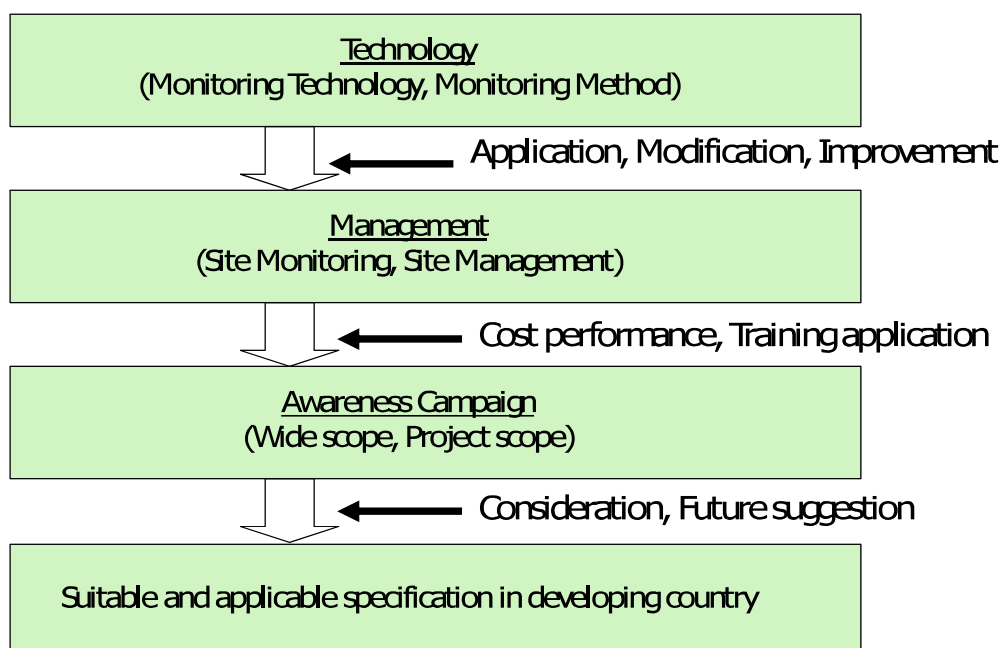 Technology
(Monitoring Technology, Monitoring Method)
Application, Modification, Improvement
Management
(Site Monitoring, Site Management)
Cost performance, Training application
Awareness Campaign
(Wide scope, Project scope)
Consideration, Future suggestion
Suitable and applicable specification in developing country